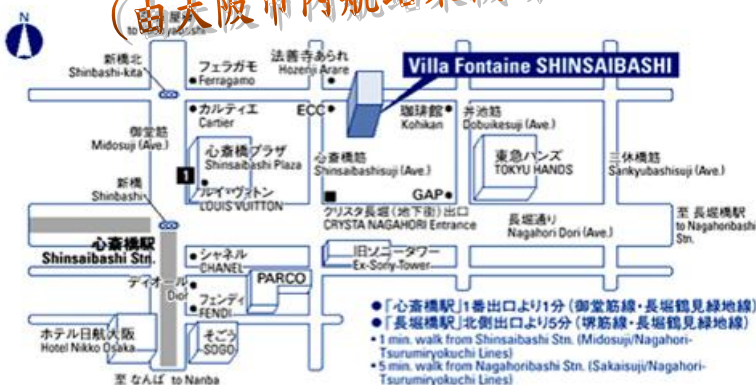 (由大阪市內航站
N
新橋北
Shinbashi-kita
フェラガモ
Ferragamo
法善寺あられ
Hozenji Arare
Villa Fontaine SHINSAIBASHI
カルティエ
Cartier
ECC
珈琲館
Kohikan
丼池筋
Dobuikesuji (Ave.)
御堂筋
Midosuji (Ave.)
心斎橋プラザ
Shinsaibashi Plaza
心斎橋筋
Shinsaibashisuji (Ave.)
東急ハンズ
TOKYU HANDS
三休橋筋
Sankyubashisuji (Ave.)
1
新橋
Shinbashi
ルイ・ヴィトン
LOUIS VUITTON
GAP
クリスタ長堀(地下街)出口
CRYSTA NAGAHORI Entrance
長堀通り
Nagahori Dori (Ave.)
至 長堀橋駅
to Nagahoribashi
Stn.
心斎橋駅
Shinsaibashi Stn.
シャネル
CHANEL
旧ソニータワー
Ex-Sony Tower
ディオール
Dior
PARCO
フェンディ
FENDI
ホテル日航大阪
Hotel Nikko Osaka
そごう
SOGO
至 なんば to Nanba
●「心斎橋駅」1番出口より1分(御堂筋線・長堀鶴見緑地線)
●「長堀橋駅」北側出口より5分(堺筋線・長堀鶴見緑地線)
• 1 min. walk from Shinsaibashi Stn. (Midosuji/Nagahori-
Tsurumiryokuchi Lines)
• 5 min. walk from Nagahoribashi Stn. (Sakaisuji/Nagahori-
Tsurumiryokuchi Lines)